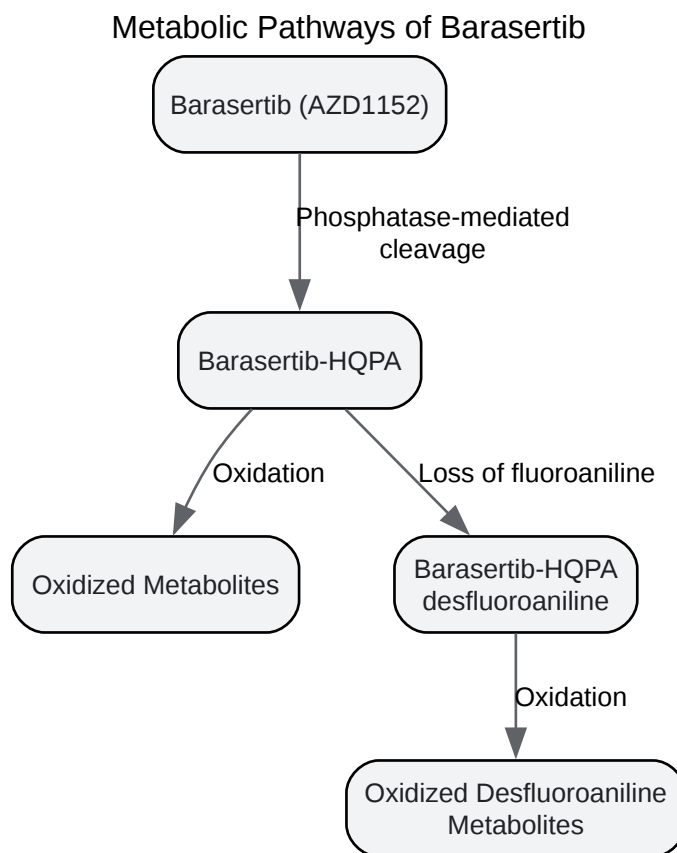 Metabolic Pathways of Barasertib
Barasertib (AZD1152)
Phosphatase-mediated
cleavage
Barasertib-HQPA
Oxidation
Loss of fluoroaniline
Oxidized Metabolites
Barasertib-HQPA
desfluoroaniline
Oxidation
Oxidized Desfluoroaniline
Metabolites